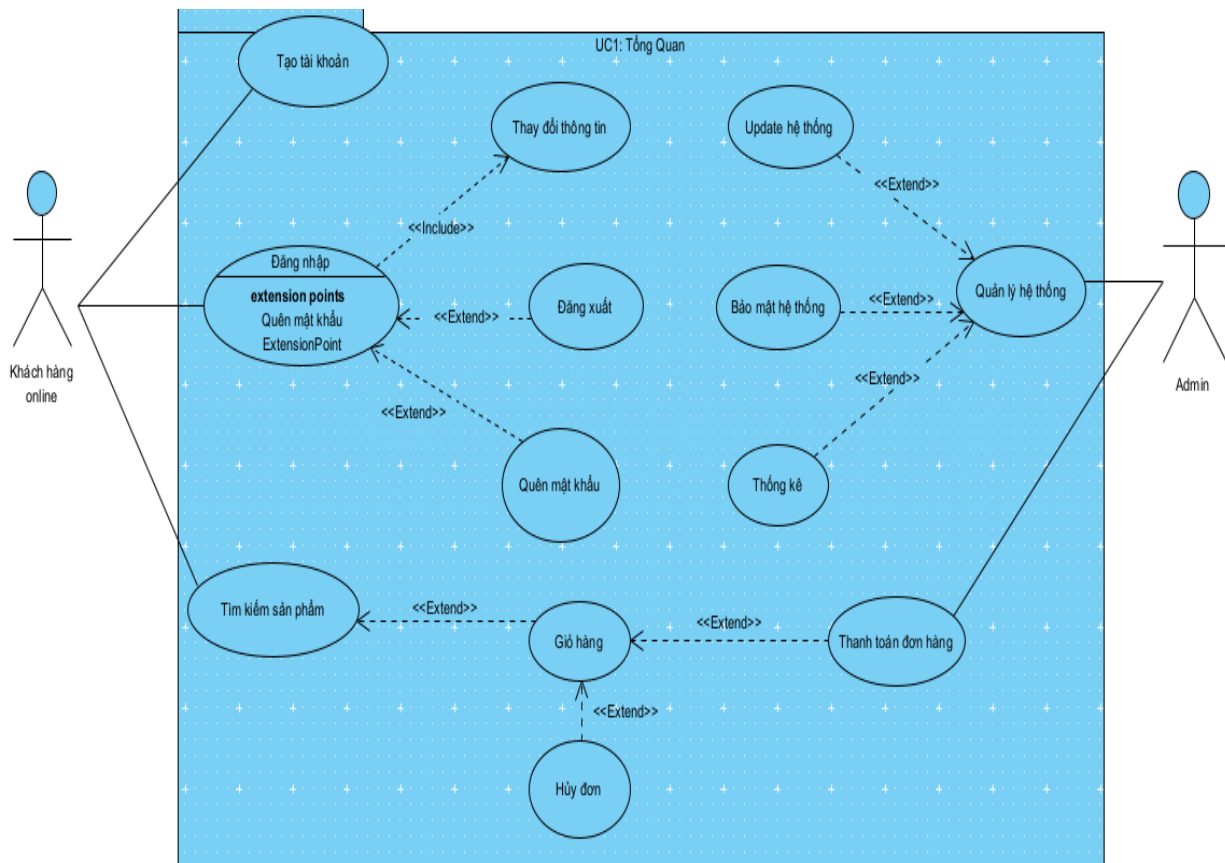 UC1: Tổng Quan
Tạo tài khoản
Thay đổi thông tin
Update hệ thống
<<Extend>>
<<Include>>
Đăng nhập
extension points
Quên mật khẩu
ExtensionPoint
<<Extend>>
Đăng xuất
Bảo mật hệ thống
<<Extend>>
Quản lý hệ thống
Khách hàng
online
Admin
<<Extend>>
<<Extend>>
Quên mật khẩu
Thống kê
Tìm kiếm sản phẩm
<<Extend>>
Giỏ hàng
<<Extend>>
Thanh toán đơn hàng
<<Extend>>
Hủy đơn